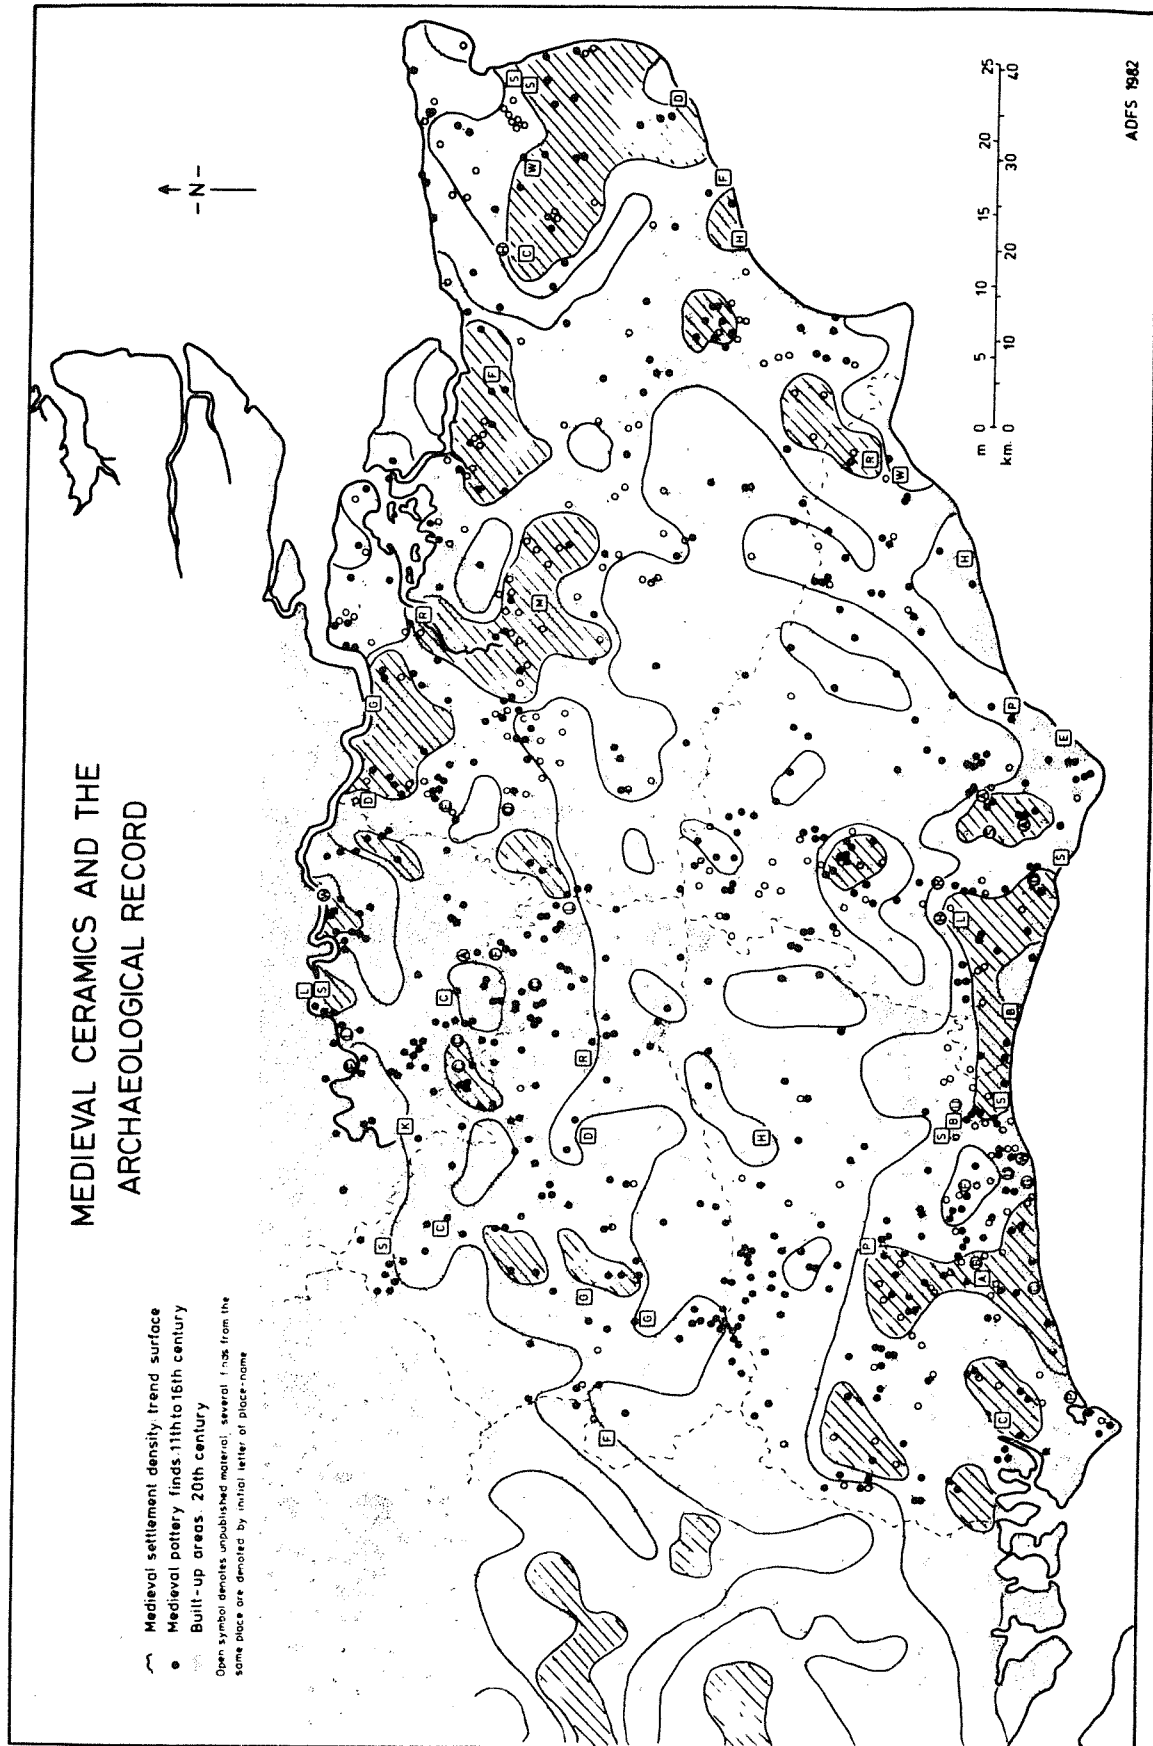 MEDIEVAL CERAMICS AND THE
ARCHAEOLOGICAL RECORD
Medieval settlement density: trend surface
Medieval pottery finds. 11th to 16th century
Built-up areas. 20th century
Open symbol denotes unpublished material, several finds from the
same place are denoted by initial letter of place-name
-N-
m 0 5 10 15 20 25
km. 0 10 20 30 40
ADFS 1982
S
S
W
C
D
F
H
F
R
M
G
D
R
W
H
P
E
S
L
L
S
C
K
R
D
H
S
B
S
B
S
C
O
G
P
A
F
C